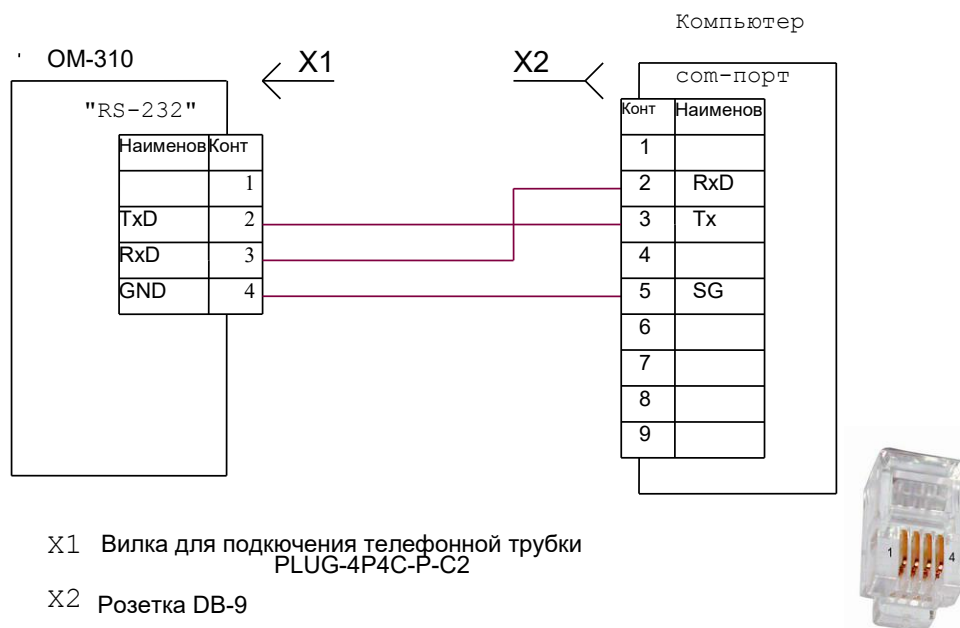 Компьютер
ОМ-310
X1
X2
com-порт
"RS-232"
Наименов Конт
1
TxD 2
RxD 3
GND 4
Конт Наименов
1
2 RxD
3 Tx
4
5 SG
6
7
8
9
1 4
X1 Вилка для подкючения телефонной трубки
PLUG-4P4C-P-C2
X2 Розетка DB-9